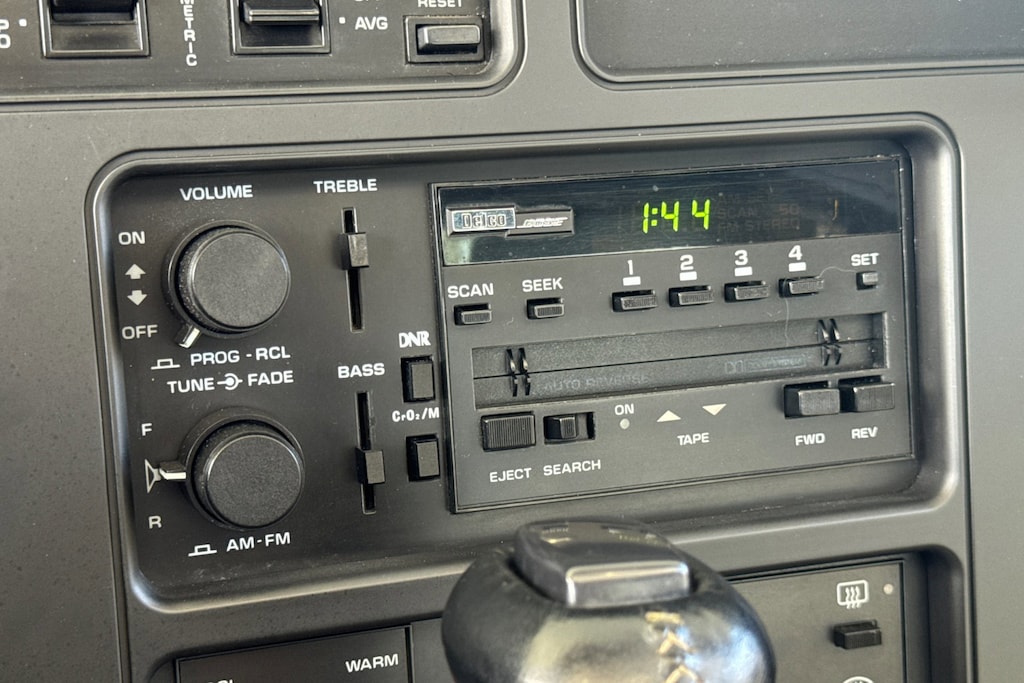 METRIC
AVG
RESET
VOLUME
TREBLE
ON
OFF
PROG - RCL
TUNE FADE
F
R
AM-FM
BASS
DNR
CrO₂/M
Delco
1:44
SCAN
SEEK
1
2
3
4
SET
AUTO REVERSE
EJECT
SEARCH
ON
TAPE
FWD
REV
WARM